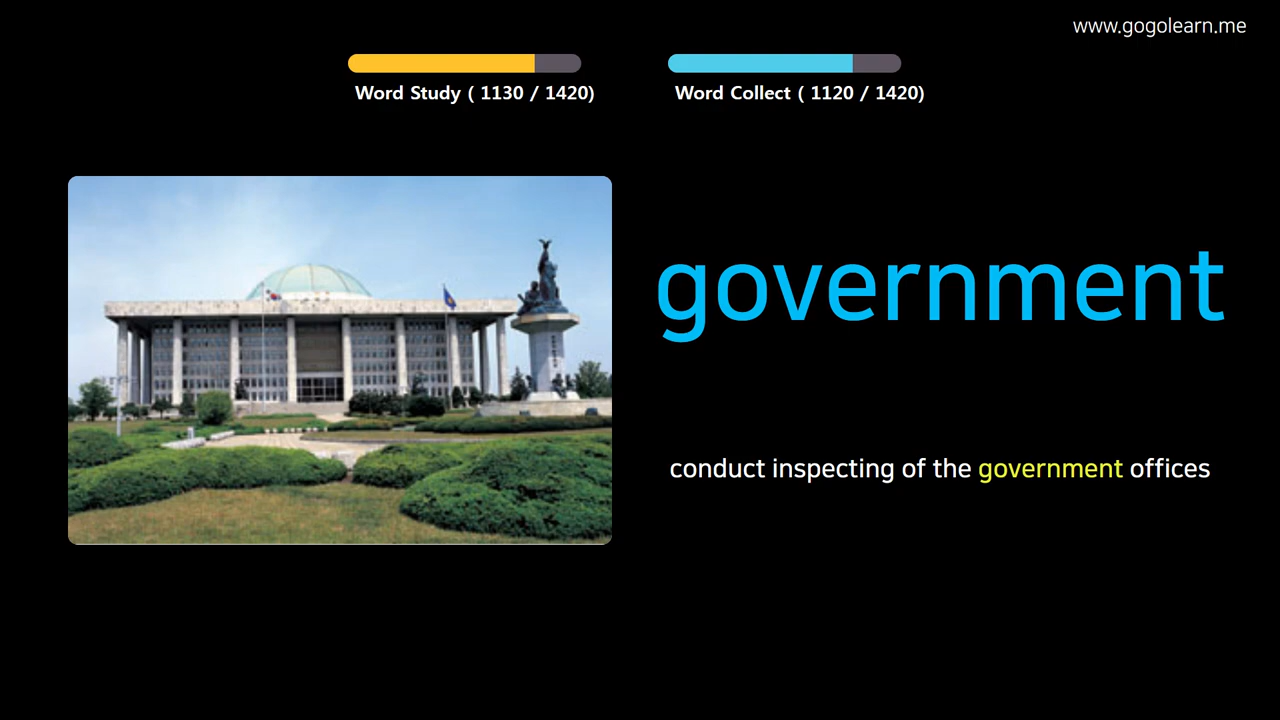 www.gogolearn.me
Word Study ( 1130 / 1420)
Word Collect ( 1120 / 1420)
government
conduct inspecting of the government offices